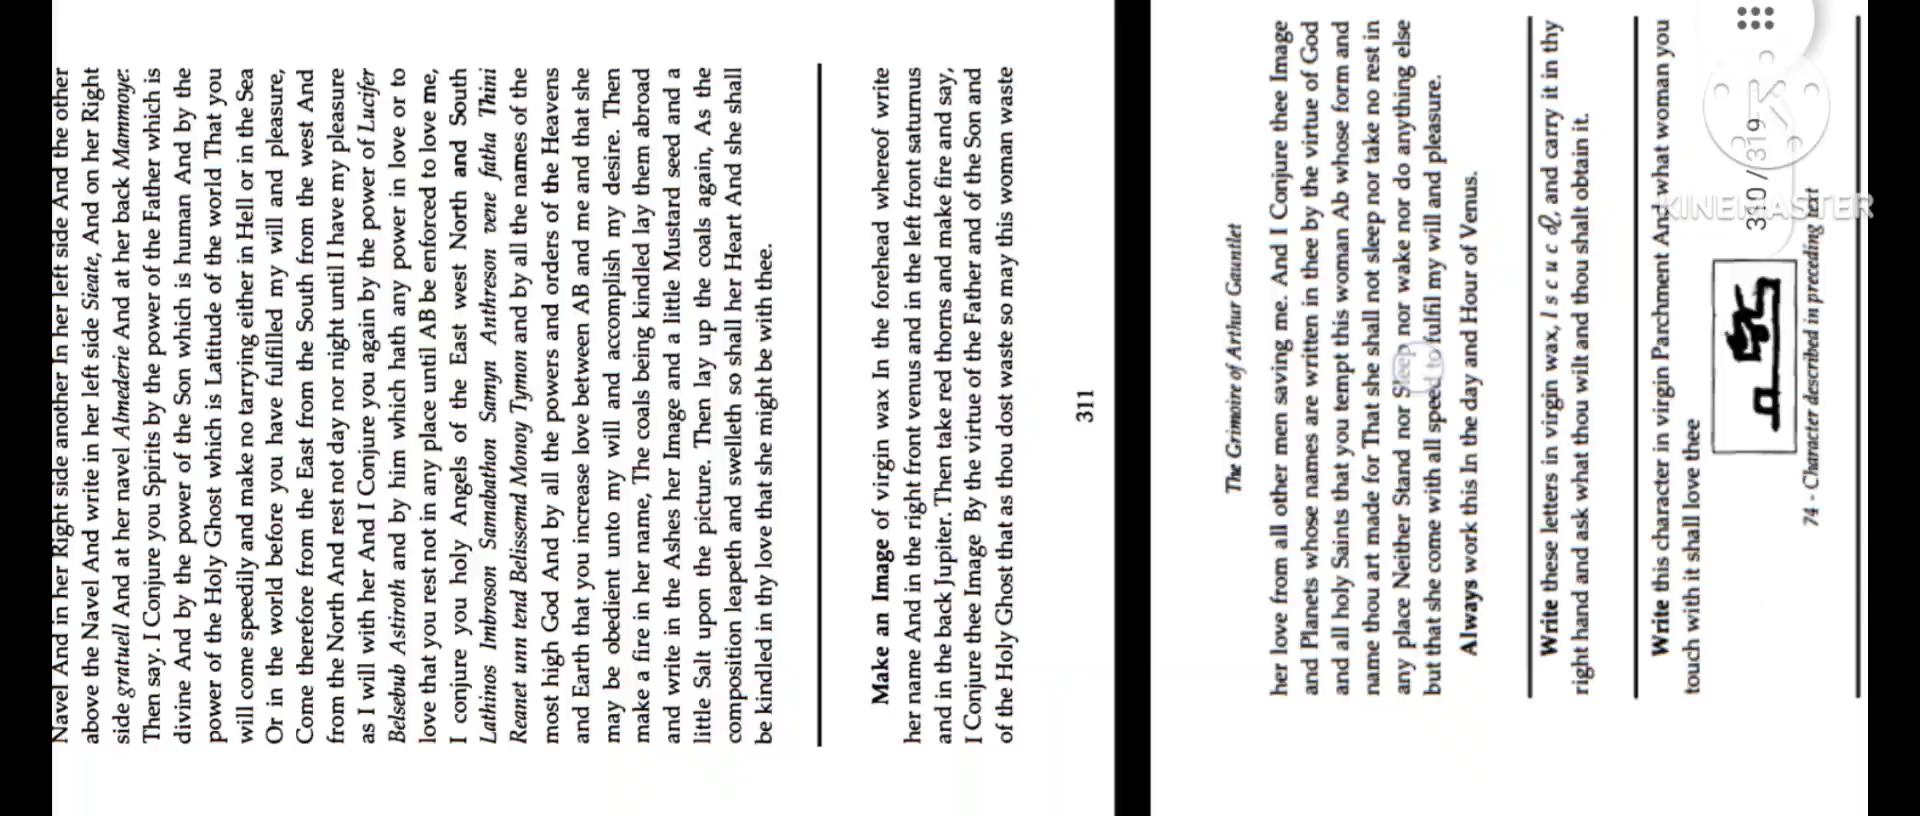 Navel And in her Right side another In her left side And the other
above the Navel And write in her left side Sieate, And on her Right
side gratuell And at her navel Almederie And at her back Mammoye:
Then say. I Conjure you Spirits by the power of the Father which is
divine And by the power of the Son which is human And by the
power of the Holy Ghost which is Latitude of the world That you
will come speedily and make no tarrying either in Hell or in the Sea
Or in the world before you have fulfilled my will and pleasure,
Come therefore from the East from the South from the west And
from the North And rest not day nor night until I have my pleasure
as I will with her And I Conjure you again by the power of Lucifer
Belsebub Astiroth and by him which hath any power in love or to
love that you rest not in any place until AB be enforced to love me,
I conjure you holy Angels of the East west North and South
Lathinos Imbroson Samabathon Samyn Anthreson vene fatha Thini
Reanet unn tend Belissemd Monoy Tymon and by all the names of the
most high God And by all the powers and orders of the Heavens
and Earth that you increase love between AB and me and that she
may be obedient unto my will and accomplish my desire. Then
make a fire in her name, The coals being kindled lay them abroad
and write in the Ashes her Image and a little Mustard seed and a
little Salt upon the picture. Then lay up the coals again, As the
composition leapeth and swelleth so shall her Heart And she shall
be kindled in thy love that she might be with thee.
Make an Image of virgin wax In the forehead whereof write
her name And in the right front venus and in the left front saturnus
and in the back Jupiter. Then take red thorns and make fire and say,
I Conjure thee Image By the virtue of the Father and of the Son and
of the Holy Ghost that as thou dost waste so may this woman waste
311
The Grimoire of Arthur Gauntlet
her love from all other men saving me. And I Conjure thee Image
and Planets whose names are written in thee by the virtue of God
and all holy Saints that you tempt this woman Ab whose form and
name thou art made for That she shall not sleep nor take no rest in
any place Neither Stand nor Sleep nor wake nor do anything else
but that she come with all speed to fulfil my will and pleasure.
Always work this In the day and Hour of Venus.
Write these letters in virgin wax, l s c u c and carry it in thy
right hand and ask what thou wilt and thou shalt obtain it.
Write this character in virgin Parchment And what woman you
touch with it shall love thee
74 - Character described in preceding text
310 / 319
KINEMASTER